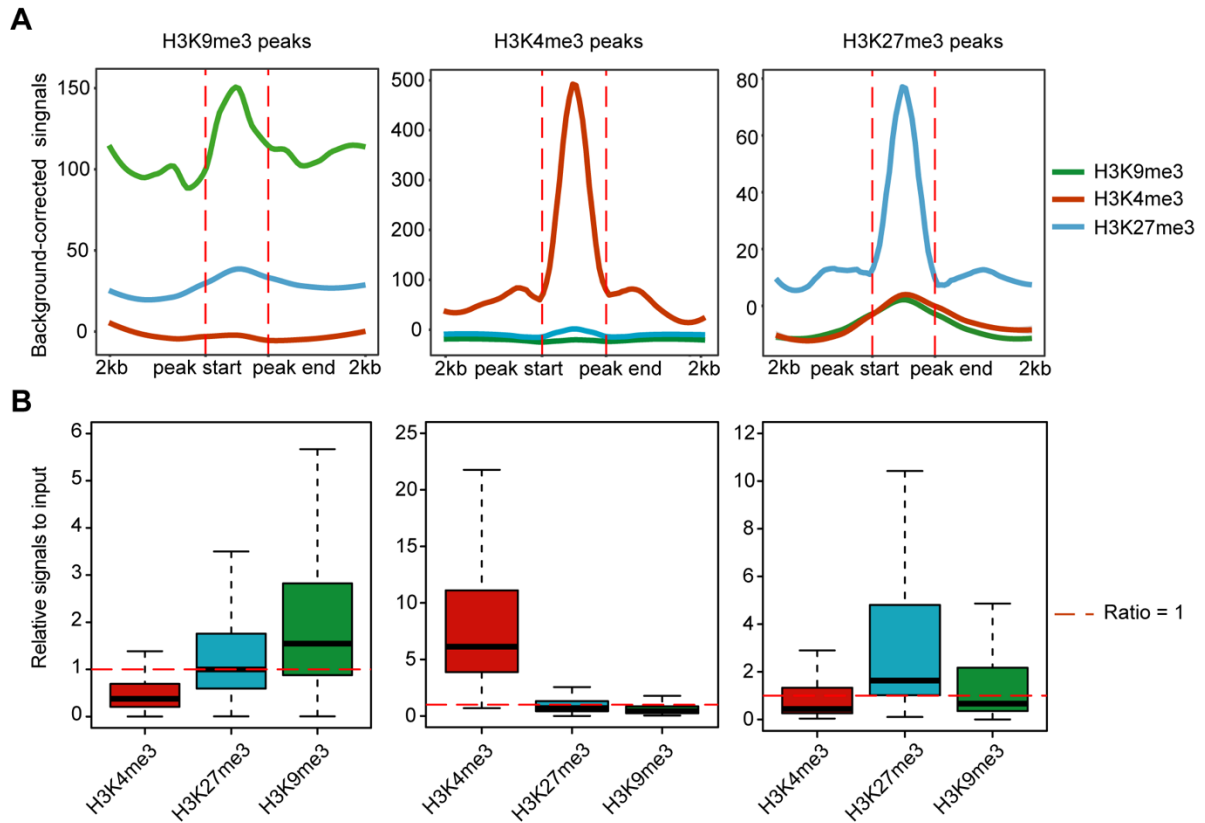 A
H3K9me3 peaks
H3K4me3 peaks
H3K27me3 peaks
Background-corrected singnals
150
100
50
0
2kb
peak start
peak end
2kb
500
400
300
200
100
0
2kb
peak start
peak end
2kb
80
60
40
20
0
2kb
peak start
peak end
2kb
H3K9me3
H3K4me3
H3K27me3
B
Relative signals to input
6
5
4
3
2
1
0
H3K4me3
H3K27me3
H3K9me3
25
20
15
10
5
0
H3K4me3
H3K27me3
H3K9me3
12
10
8
6
4
2
0
H3K4me3
H3K27me3
H3K9me3
Ratio = 1